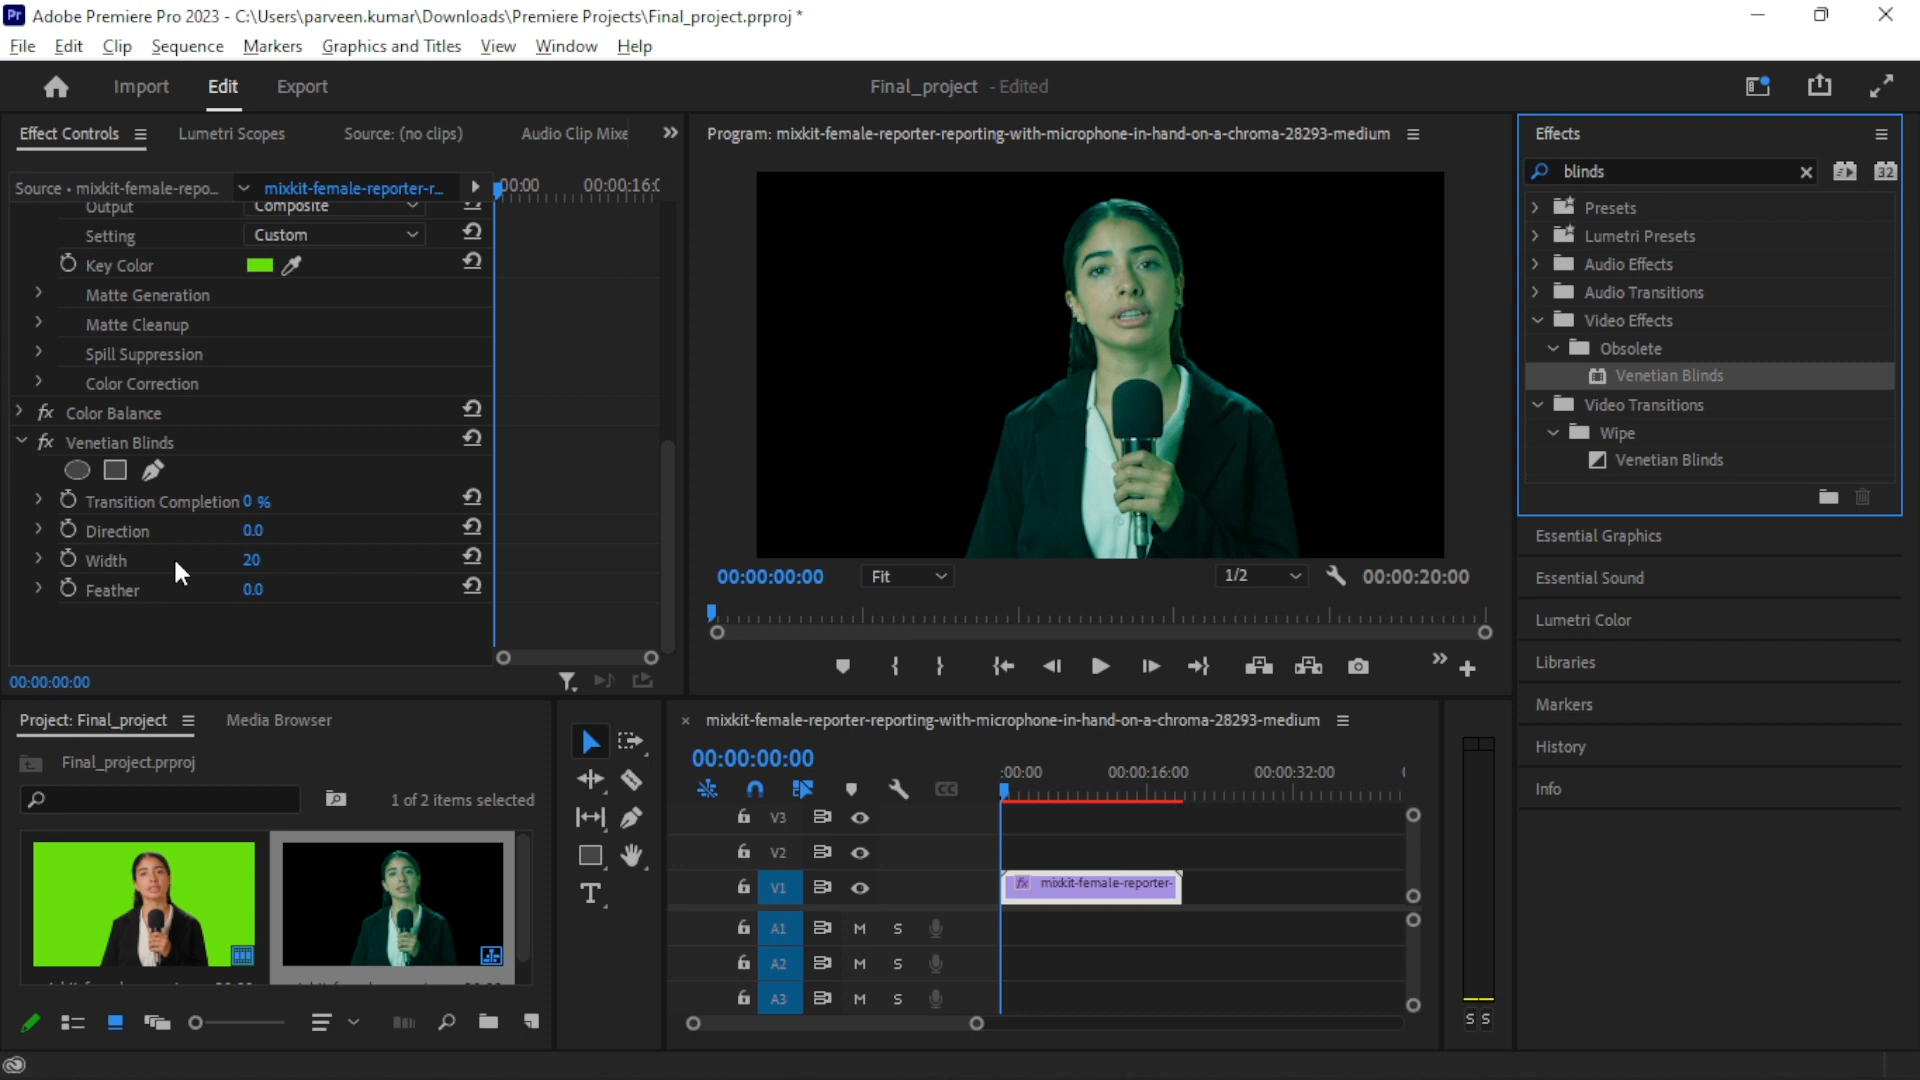 Pr Adobe Premiere Pro 2023 - C:\Users\parveen.kumar\Downloads\Premiere Projects\Final_project.prproj *
File Edit Clip Sequence Markers Graphics and Titles View Window Help
Import Edit Export Final_project - Edited
Effect Controls Lumetri Scopes Source: (no clips) Audio Clip Mixe
Program: mixkit-female-reporter-reporting-with-microphone-in-hand-on-a-chroma-28293-medium
Source • mixkit-female-repo... mixkit-female-reporter-r... 00:00 00:00:16:0
Output Composite
Setting Custom
Key Color
Matte Generation
Matte Cleanup
Spill Suppression
Color Correction
fx Color Balance
fx Venetian Blinds
Transition Completion 0 %
Direction 0.0
Width 20
Feather 0.0
00:00:00:00
00:00:00:00 Fit 1/2 00:00:20:00
Effects
blinds 32
Presets
Lumetri Presets
Audio Effects
Audio Transitions
Video Effects
Obsolete
Venetian Blinds
Video Transitions
Wipe
Venetian Blinds
Essential Graphics
Essential Sound
Lumetri Color
Libraries
Markers
History
Info
Project: Final_project Media Browser
Final_project.prproj
1 of 2 items selected
× mixkit-female-reporter-reporting-with-microphone-in-hand-on-a-chroma-28293-medium
00:00:00:00
:00:00 00:00:16:00 00:00:32:00
CC
V3
V2
V1 fx mixkit-female-reporter-
A1 M S
A2 M S
A3 M S
S S
T